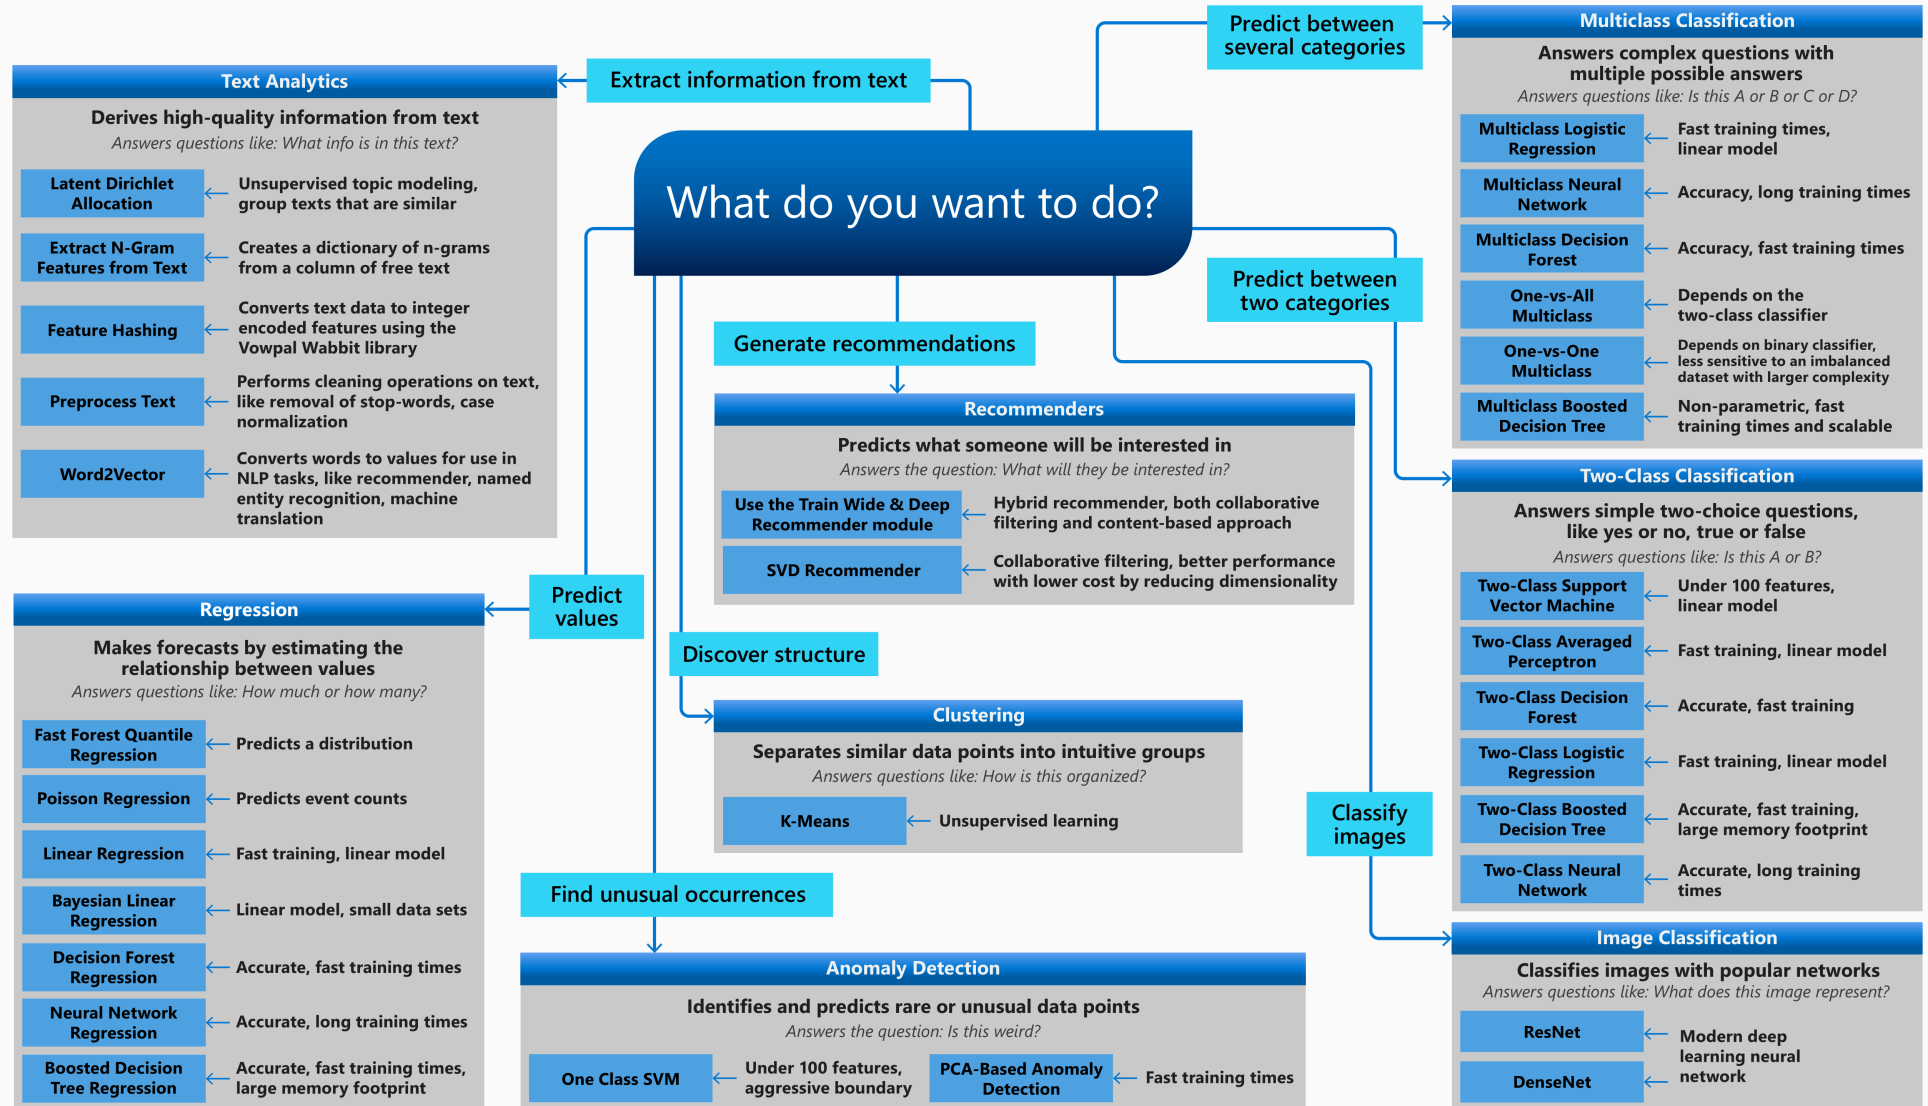 What do you want to do?
Extract information from text
Text Analytics
Derives high-quality information from text
Answers questions like: What info is in this text?
Latent Dirichlet
Allocation
Unsupervised topic modeling,
group texts that are similar
Extract N-Gram
Features from Text
Creates a dictionary of n-grams
from a column of free text
Feature Hashing
Converts text data to integer
encoded features using the
Vowpal Wabbit library
Preprocess Text
Performs cleaning operations on text,
like removal of stop-words, case
normalization
Word2Vector
Converts words to values for use in
NLP tasks, like recommender, named
entity recognition, machine
translation
Predict
values
Regression
Makes forecasts by estimating the
relationship between values
Answers questions like: How much or how many?
Fast Forest Quantile
Regression
Predicts a distribution
Poisson Regression
Predicts event counts
Linear Regression
Fast training, linear model
Bayesian Linear
Regression
Linear model, small data sets
Decision Forest
Regression
Accurate, fast training times
Neural Network
Regression
Accurate, long training times
Boosted Decision
Tree Regression
Accurate, fast training times,
large memory footprint
Generate recommendations
Recommenders
Predicts what someone will be interested in
Answers the question: What will they be interested in?
Use the Train Wide & Deep
Recommender module
Hybrid recommender, both collaborative
filtering and content-based approach
SVD Recommender
Collaborative filtering, better performance
with lower cost by reducing dimensionality
Discover structure
Clustering
Separates similar data points into intuitive groups
Answers questions like: How is this organized?
K-Means
Unsupervised learning
Find unusual occurrences
Anomaly Detection
Identifies and predicts rare or unusual data points
Answers the question: Is this weird?
One Class SVM
Under 100 features,
aggressive boundary
PCA-Based Anomaly
Detection
Fast training times
Predict between
several categories
Multiclass Classification
Answers complex questions with
multiple possible answers
Answers questions like: Is this A or B or C or D?
Multiclass Logistic
Regression
Fast training times,
linear model
Multiclass Neural
Network
Accuracy, long training times
Multiclass Decision
Forest
Accuracy, fast training times
One-vs-All
Multiclass
Depends on the
two-class classifier
One-vs-One
Multiclass
Depends on binary classifier,
less sensitive to an imbalanced
dataset with larger complexity
Multiclass Boosted
Decision Tree
Non-parametric, fast
training times and scalable
Predict between
two categories
Two-Class Classification
Answers simple two-choice questions,
like yes or no, true or false
Answers questions like: Is this A or B?
Two-Class Support
Vector Machine
Under 100 features,
linear model
Two-Class Averaged
Perceptron
Fast training, linear model
Two-Class Decision
Forest
Accurate, fast training
Two-Class Logistic
Regression
Fast training, linear model
Two-Class Boosted
Decision Tree
Accurate, fast training,
large memory footprint
Two-Class Neural
Network
Accurate, long training
times
Classify
images
Image Classification
Classifies images with popular networks
Answers questions like: What does this image represent?
ResNet
DenseNet
Modern deep
learning neural
network